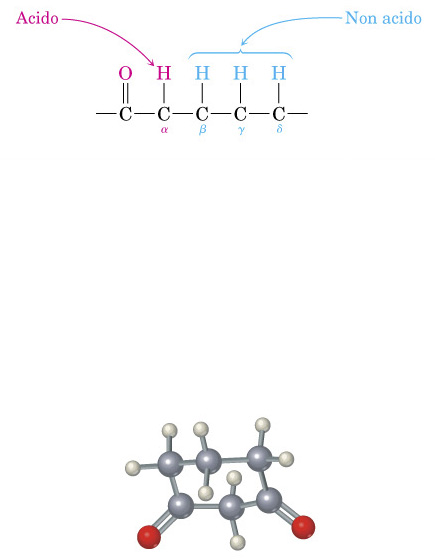 Acido Non acido
O H H H H
C C C C C
α β γ δ